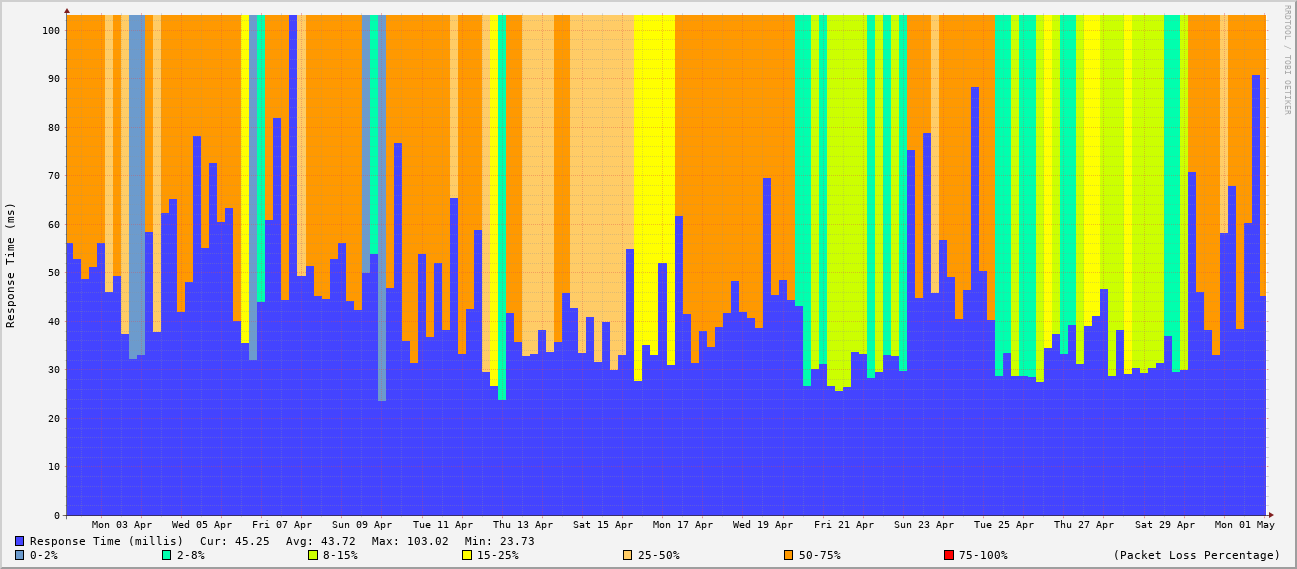 RRDTOOL / TOBI OETIKER
Response Time (ms)
100
90
80
70
60
50
40
30
20
10
0
Mon 03 Apr Wed 05 Apr Fri 07 Apr Sun 09 Apr Tue 11 Apr Thu 13 Apr Sat 15 Apr Mon 17 Apr Wed 19 Apr Fri 21 Apr Sun 23 Apr Tue 25 Apr Thu 27 Apr Sat 29 Apr Mon 01 May
Response Time (millis) Cur: 45.25 Avg: 43.72 Max: 103.02 Min: 23.73
0-2% 2-8% 8-15% 15-25% 25-50% 50-75% 75-100% (Packet Loss Percentage)